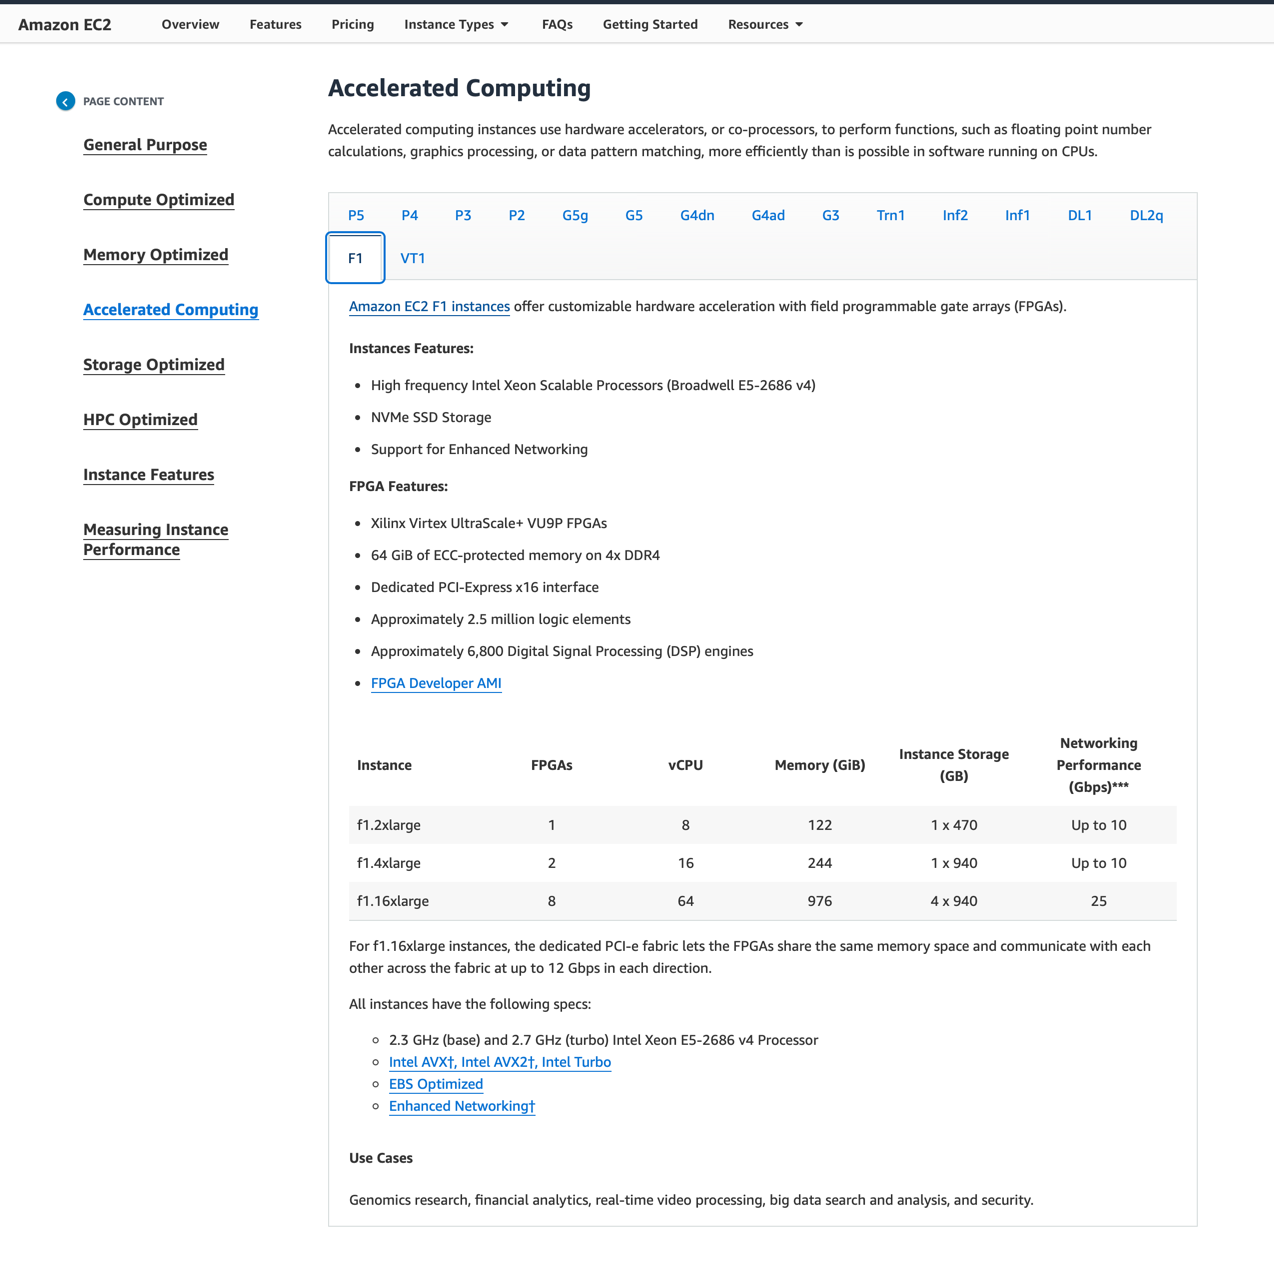 Amazon EC2 Overview Features Pricing Instance Types FAQs Getting Started Resources
PAGE CONTENT
General Purpose
Compute Optimized
Memory Optimized
Accelerated Computing
Storage Optimized
HPC Optimized
Instance Features
Measuring Instance
Performance
Accelerated Computing
Accelerated computing instances use hardware accelerators, or co-processors, to perform functions, such as floating point number
calculations, graphics processing, or data pattern matching, more efficiently than is possible in software running on CPUs.
P5 P4 P3 P2 G5g G5 G4dn G4ad G3 Trn1 Inf2 Inf1 DL1 DL2q
F1 VT1
Amazon EC2 F1 instances offer customizable hardware acceleration with field programmable gate arrays (FPGAs).
Instances Features:
• High frequency Intel Xeon Scalable Processors (Broadwell E5-2686 v4)
• NVMe SSD Storage
• Support for Enhanced Networking
FPGA Features:
• Xilinx Virtex UltraScale+ VU9P FPGAs
• 64 GiB of ECC-protected memory on 4x DDR4
• Dedicated PCI-Express x16 interface
• Approximately 2.5 million logic elements
• Approximately 6,800 Digital Signal Processing (DSP) engines
• FPGA Developer AMI
Instance FPGAs vCPU Memory (GiB) Instance Storage (GB) Networking Performance (Gbps)***
f1.2xlarge 1 8 122 1 x 470 Up to 10
f1.4xlarge 2 16 244 1 x 940 Up to 10
f1.16xlarge 8 64 976 4 x 940 25
For f1.16xlarge instances, the dedicated PCI-e fabric lets the FPGAs share the same memory space and communicate with each
other across the fabric at up to 12 Gbps in each direction.
All instances have the following specs:
◦ 2.3 GHz (base) and 2.7 GHz (turbo) Intel Xeon E5-2686 v4 Processor
◦ Intel AVX†, Intel AVX2†, Intel Turbo
◦ EBS Optimized
◦ Enhanced Networking†
Use Cases
Genomics research, financial analytics, real-time video processing, big data search and analysis, and security.